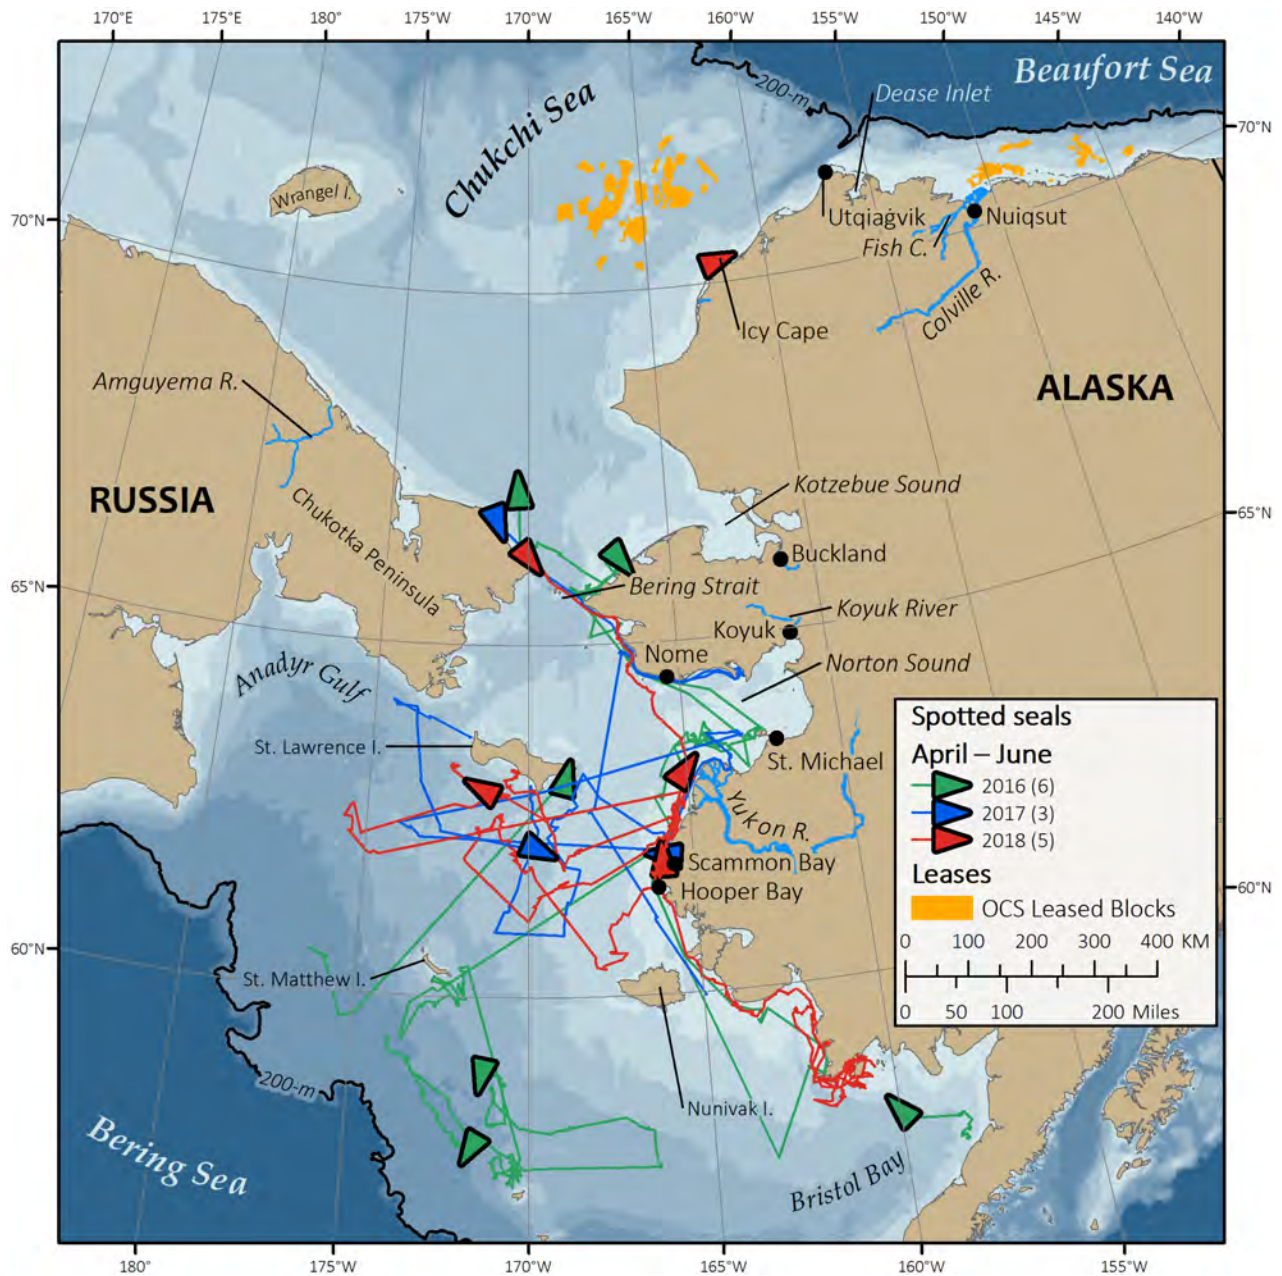 170°E 175°E 180° 175°W 170°W 165°W 160°W 155°W 150°W 145°W 140°W
Beaufort Sea
200-m
Dease Inlet
Chukchi Sea
70°N
Wrangel I.
Utqiaġvik
Nuiqsut
70°N
Fish C.
Colville R.
Icy Cape
Amguyema R.
ALASKA
RUSSIA
Kotzebue Sound
65°N
Chukotka Peninsula
Buckland
65°N
Bering Strait
Koyuk River
Koyuk
Nome
Norton Sound
Anadyr Gulf
St. Lawrence I.
St. Michael
Yukon R.
Scammon Bay
Hooper Bay
60°N
60°N
St. Matthew I.
200-m
Nunivak I.
Bering Sea
Bristol Bay
Spotted seals
April – June
2016 (6)
2017 (3)
2018 (5)
Leases
OCS Leased Blocks
0 100 200 300 400 KM
0 50 100 200 Miles
180° 175°W 170°W 165°W 160°W 155°W